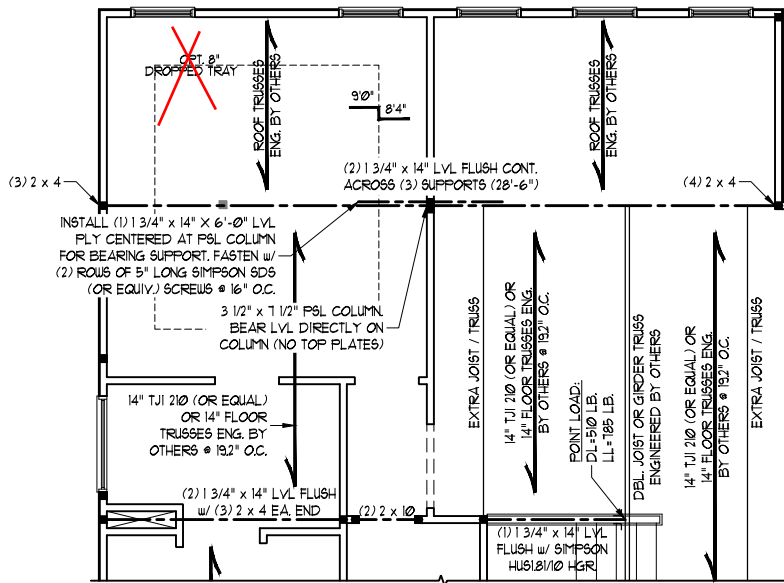 OPT. 8"
DROPPED TRAY
ROOF TRUSSES
ENG. BY OTHERS
9'0"
8'4"
ROOF TRUSSES
ENG. BY OTHERS
(2) 1 3/4" x 14" LVL FLUSH CONT.
ACROSS (3) SUPPORTS (28'-6")
(3) 2 x 4
(4) 2 x 4
INSTALL (1) 1 3/4" x 14" X 6'-0" LVL
PLY CENTERED AT PSL COLUMN
FOR BEARING SUPPORT. FASTEN w/
(2) ROWS OF 5" LONG SIMPSON SDS
(OR EQUIV.) SCREWS @ 16" O.C.
3 1/2" x 7 1/2" PSL COLUMN.
BEAR LVL DIRECTLY ON
COLUMN (NO TOP PLATES)
EXTRA JOIST / TRUSS
14" TJI 210 (OR EQUAL) OR
14" FLOOR TRUSSES ENG.
BY OTHERS @ 19.2" O.C.
POINT LOAD:
DL=510 LB.
LL=785 LB.
DBL. JOIST OR GIRDER TRUSS
ENGINEERED BY OTHERS
14" TJI 210 (OR EQUAL) OR
14" FLOOR TRUSSES ENG.
BY OTHERS @ 19.2" O.C.
EXTRA JOIST / TRUSS
14" TJI 210 (OR EQUAL)
OR 14" FLOOR
TRUSSES ENG. BY
OTHERS @ 19.2" O.C.
(2) 1 3/4" x 14" LVL FLUSH
w/ (3) 2 x 4 EA. END
(2) 2 x 10
(1) 1 3/4" x 14" LVL
FLUSH w/ SIMPSON
HUS1.81/10 HGR.